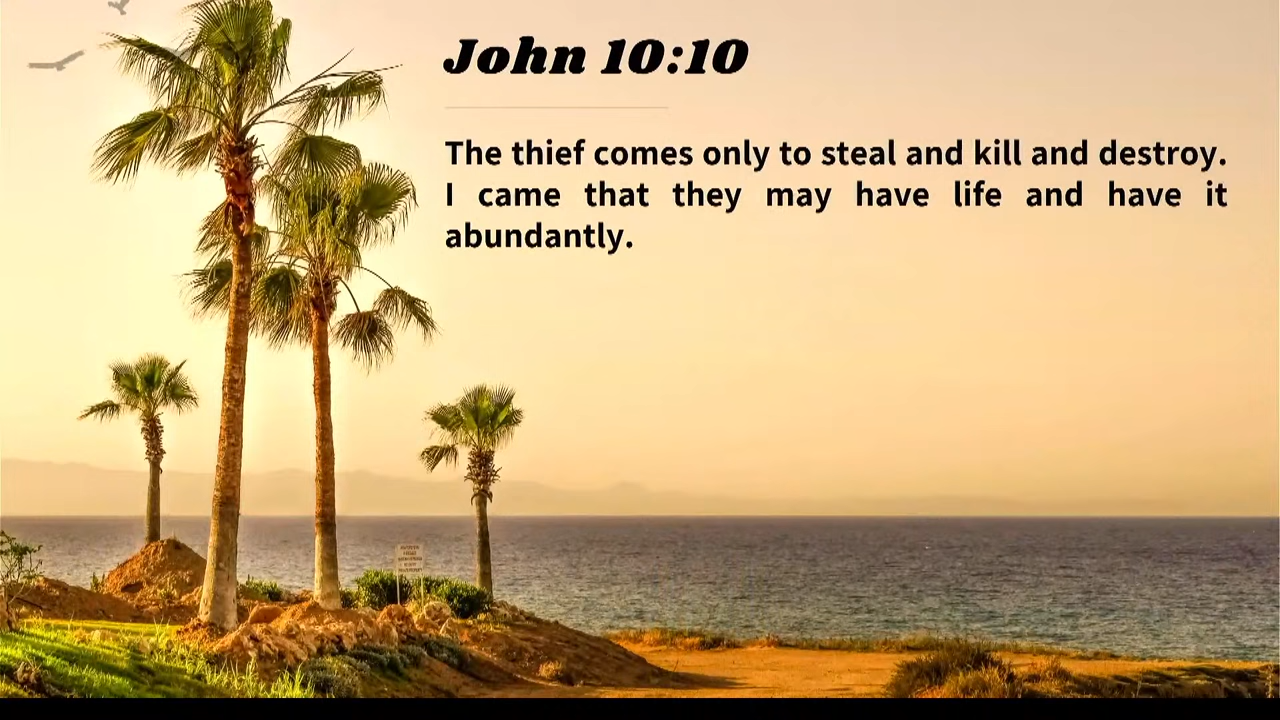 John 10:10
The thief comes only to steal and kill and destroy.
I came that they may have life and have it
abundantly.